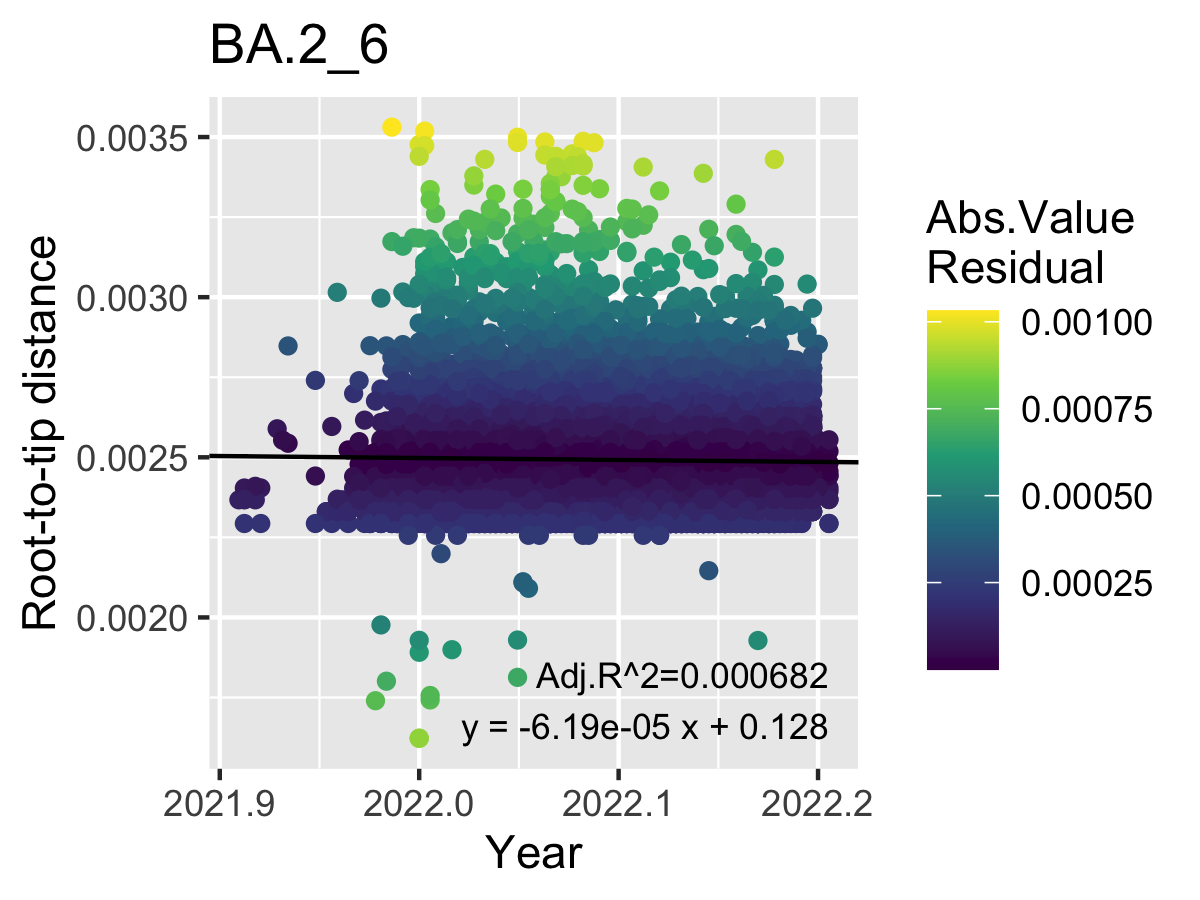 BA.2_6
0.0035
0.0030
0.0025
0.0020
Root-to-tip distance
Adj.R^2=0.000682
y = -6.19e-05 x + 0.128
2021.9
2022.0
2022.1
2022.2
Year
Abs.Value
Residual
0.00100
0.00075
0.00050
0.00025